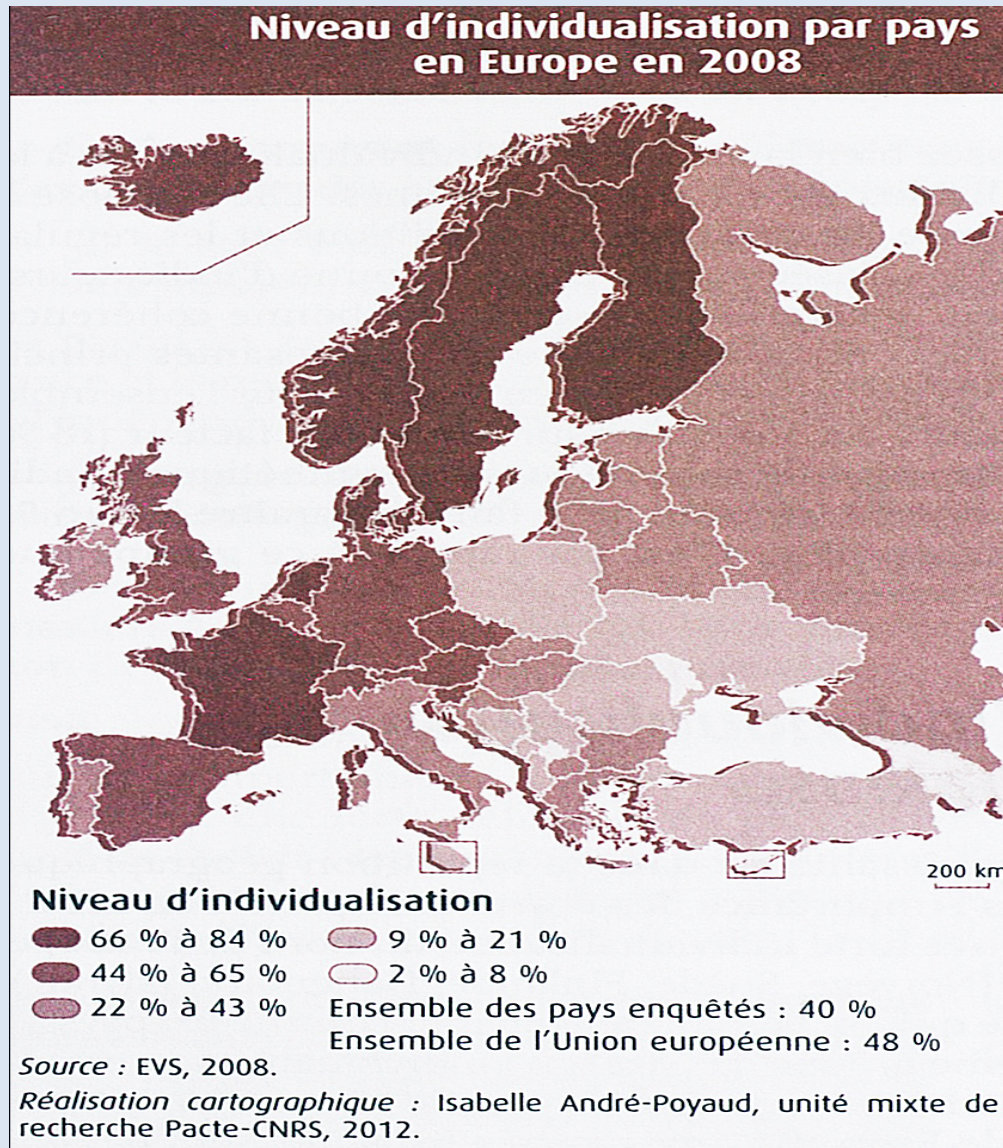 Niveau d'individualisation par pays
en Europe en 2008
200 km
Niveau d'individualisation
66 % à 84 %
44 % à 65 %
22 % à 43 %
9 % à 21 %
2 % à 8 %
Ensemble des pays enquêtés : 40 %
Ensemble de l'Union européenne : 48 %
Source : EVS, 2008.
Réalisation cartographique : Isabelle André-Poyaud, unité mixte de
recherche Pacte-CNRS, 2012.